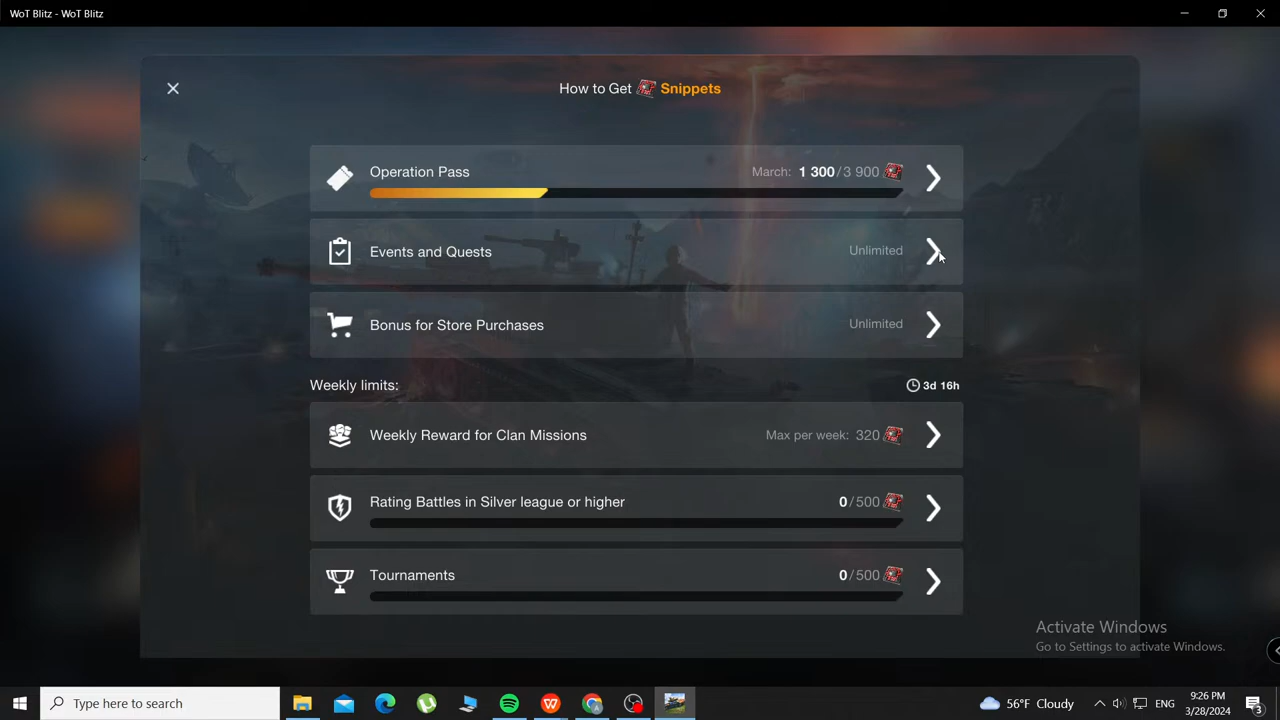 WoT Blitz - WoT Blitz
How to Get Snippets
Operation Pass March: 1 300/3 900
Events and Quests Unlimited
Bonus for Store Purchases Unlimited
Weekly limits: 3d 16h
Weekly Reward for Clan Missions Max per week: 320
Rating Battles in Silver league or higher 0/500
Tournaments 0/500
Activate Windows
Go to Settings to activate Windows.
Type here to search
56°F Cloudy
ENG
9:26 PM
3/28/2024
3